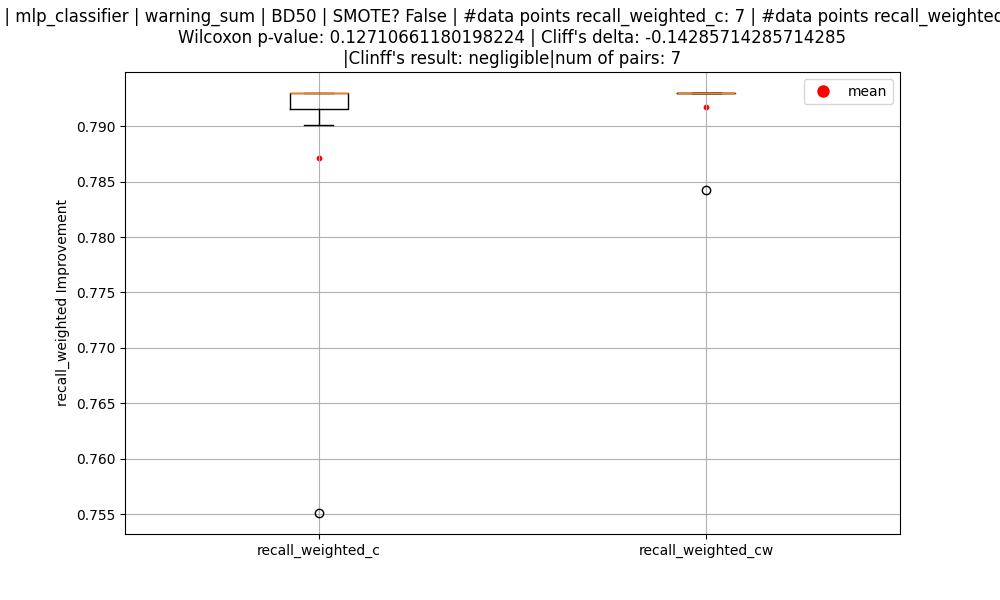 | mlp_classifier | warning_sum | BD50 | SMOTE? False | #data points recall_weighted_c: 7 | #data points recall_weighted
Wilcoxon p-value: 0.12710661180198224 | Cliff's delta: -0.14285714285714285
|Clinff's result: negligible|num of pairs: 7
mean
0.790
0.785
0.780
0.775
0.770
0.765
0.760
0.755
recall_weighted Improvement
recall_weighted_c
recall_weighted_cw